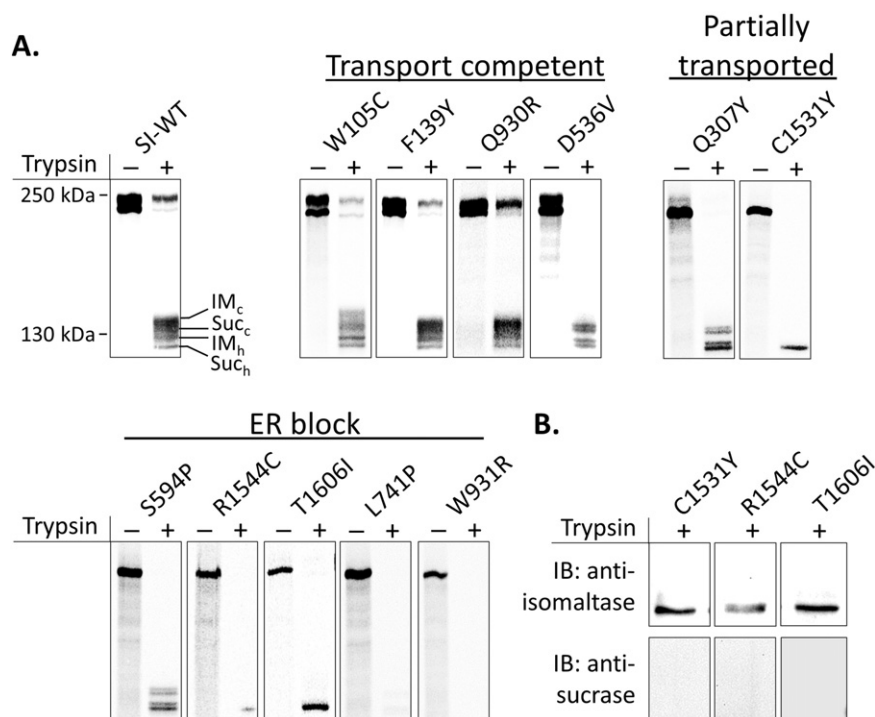 A.
Transport competent
Partially
transported
SI-WT
W105C
F139Y
Q930R
D536V
Q307Y
C1531Y
Trypsin − + − + − + − + − + − + − +
250 kDa
130 kDa
IMc
Succ
IMh
Such
ER block
B.
S594P
R1544C
T1606I
L741P
W931R
Trypsin − + − + − + − + − +
C1531Y
R1544C
T1606I
Trypsin + + +
IB: anti-
isomaltase
IB: anti-
sucrase